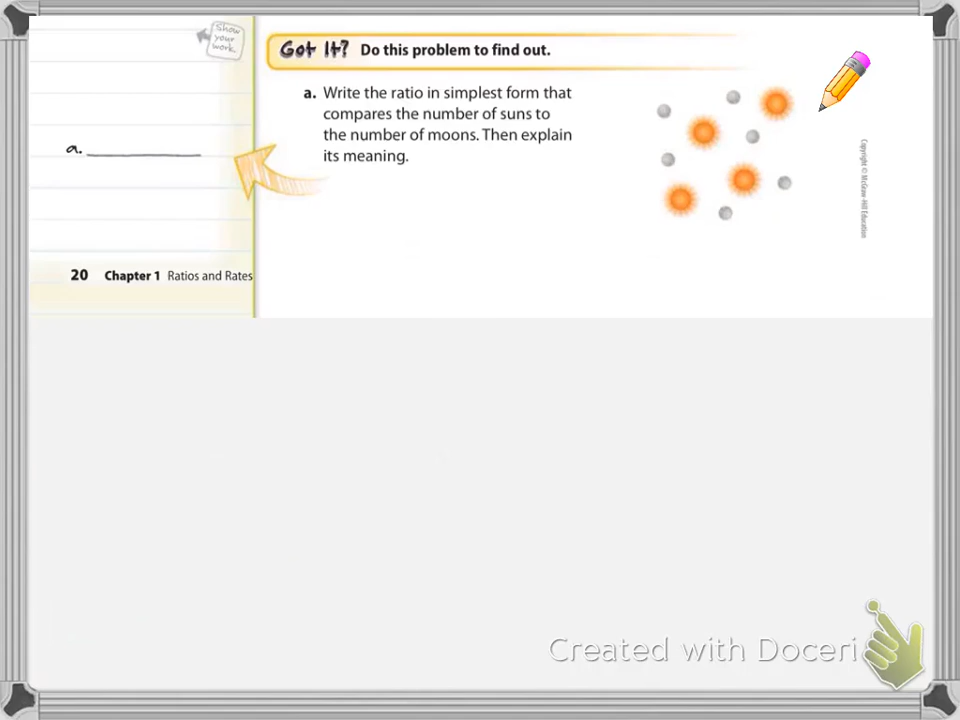 Show
your
work.
Got It? Do this problem to find out.
a. Write the ratio in simplest form that
compares the number of suns to
the number of moons. Then explain
its meaning.
a. ___________
Copyright © McGraw-Hill Education
20 Chapter 1 Ratios and Rates
Created with Doceri